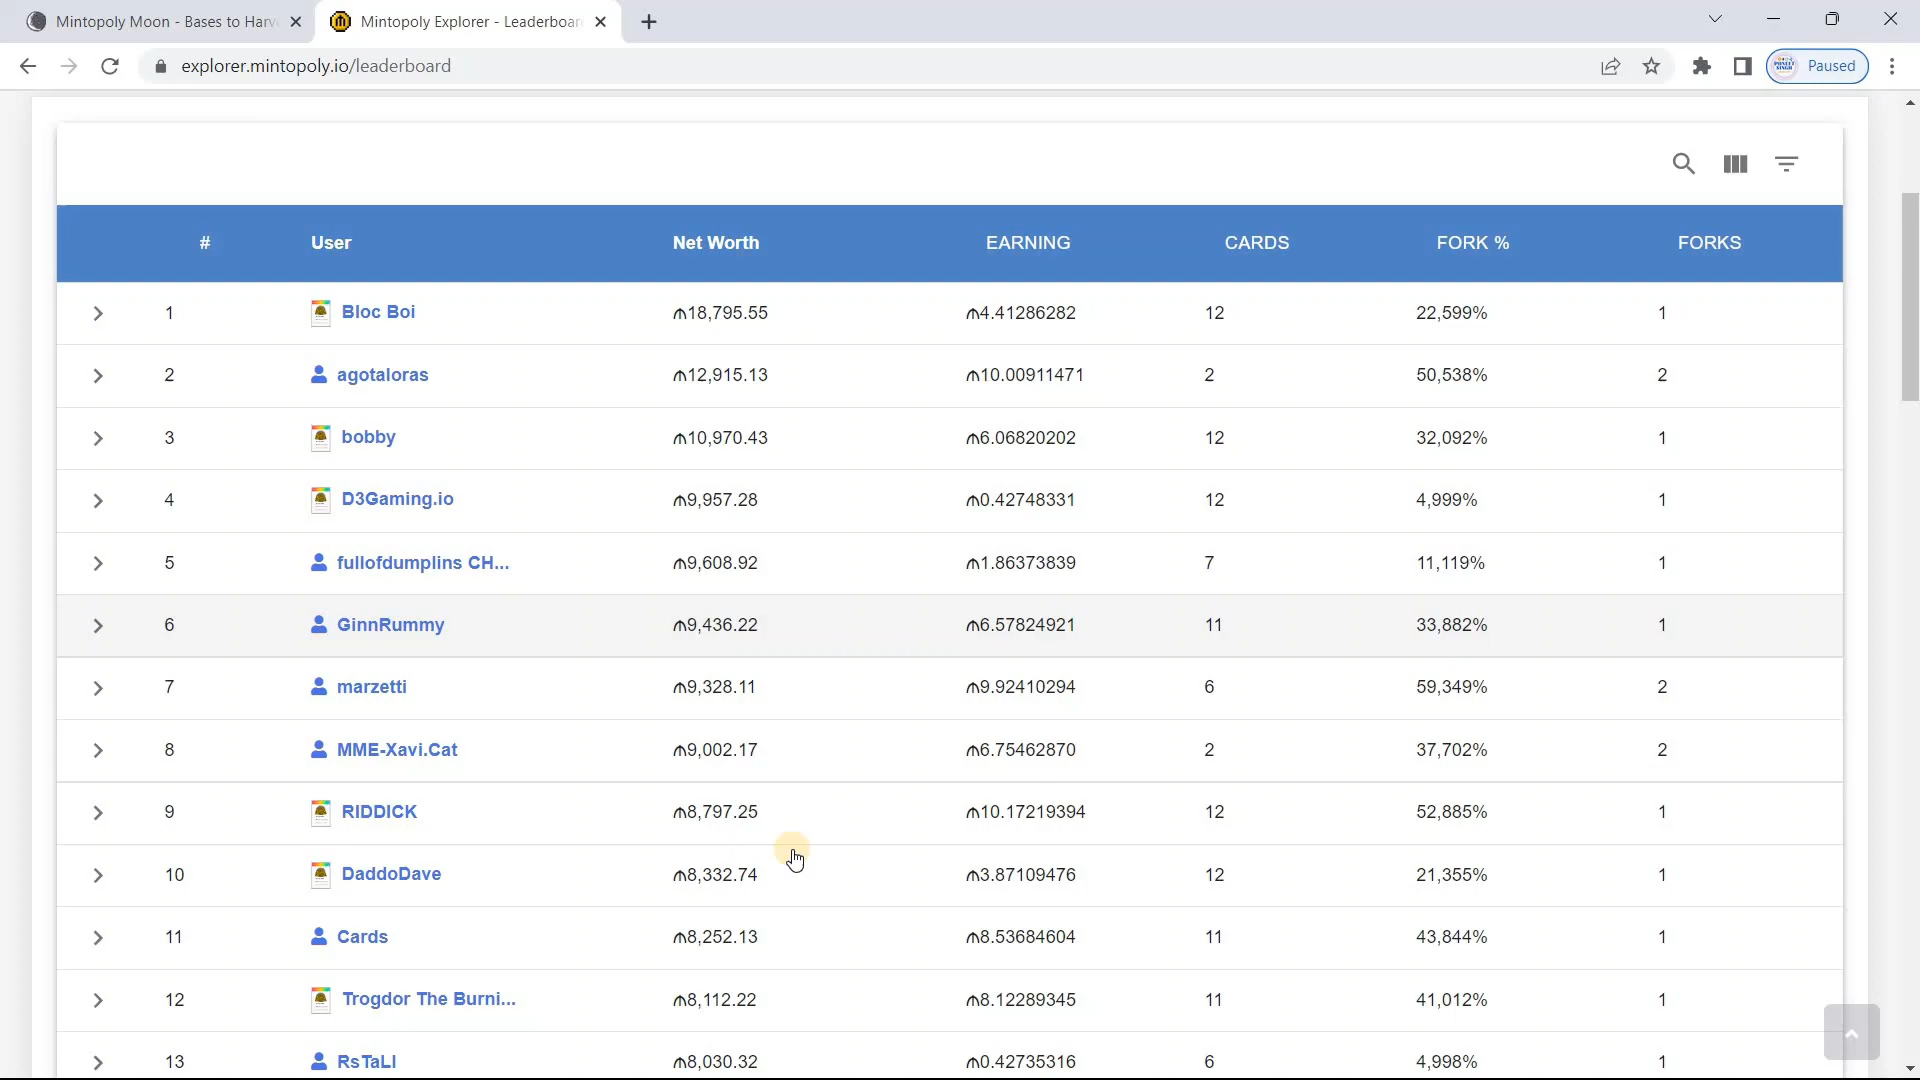 Mintopoly Moon - Bases to Harv
Mintopoly Explorer - Leaderboar
explorer.mintopoly.io/leaderboard
Paused
# User Net Worth EARNING CARDS FORK % FORKS
1 Bloc Boi ₼18,795.55 ₼4.41286282 12 22,599% 1
2 agotaloras ₼12,915.13 ₼10.00911471 2 50,538% 2
3 bobby ₼10,970.43 ₼6.06820202 12 32,092% 1
4 D3Gaming.io ₼9,957.28 ₼0.42748331 12 4,999% 1
5 fullofdumplins CH... ₼9,608.92 ₼1.86373839 7 11,119% 1
6 GinnRummy ₼9,436.22 ₼6.57824921 11 33,882% 1
7 marzetti ₼9,328.11 ₼9.92410294 6 59,349% 2
8 MME-Xavi.Cat ₼9,002.17 ₼6.75462870 2 37,702% 2
9 RIDDICK ₼8,797.25 ₼10.17219394 12 52,885% 1
10 DaddoDave ₼8,332.74 ₼3.87109476 12 21,355% 1
11 Cards ₼8,252.13 ₼8.53684604 11 43,844% 1
12 Trogdor The Burni... ₼8,112.22 ₼8.12289345 11 41,012% 1
13 RsTaLI ₼8,030.32 ₼0.42735316 6 4,998% 1